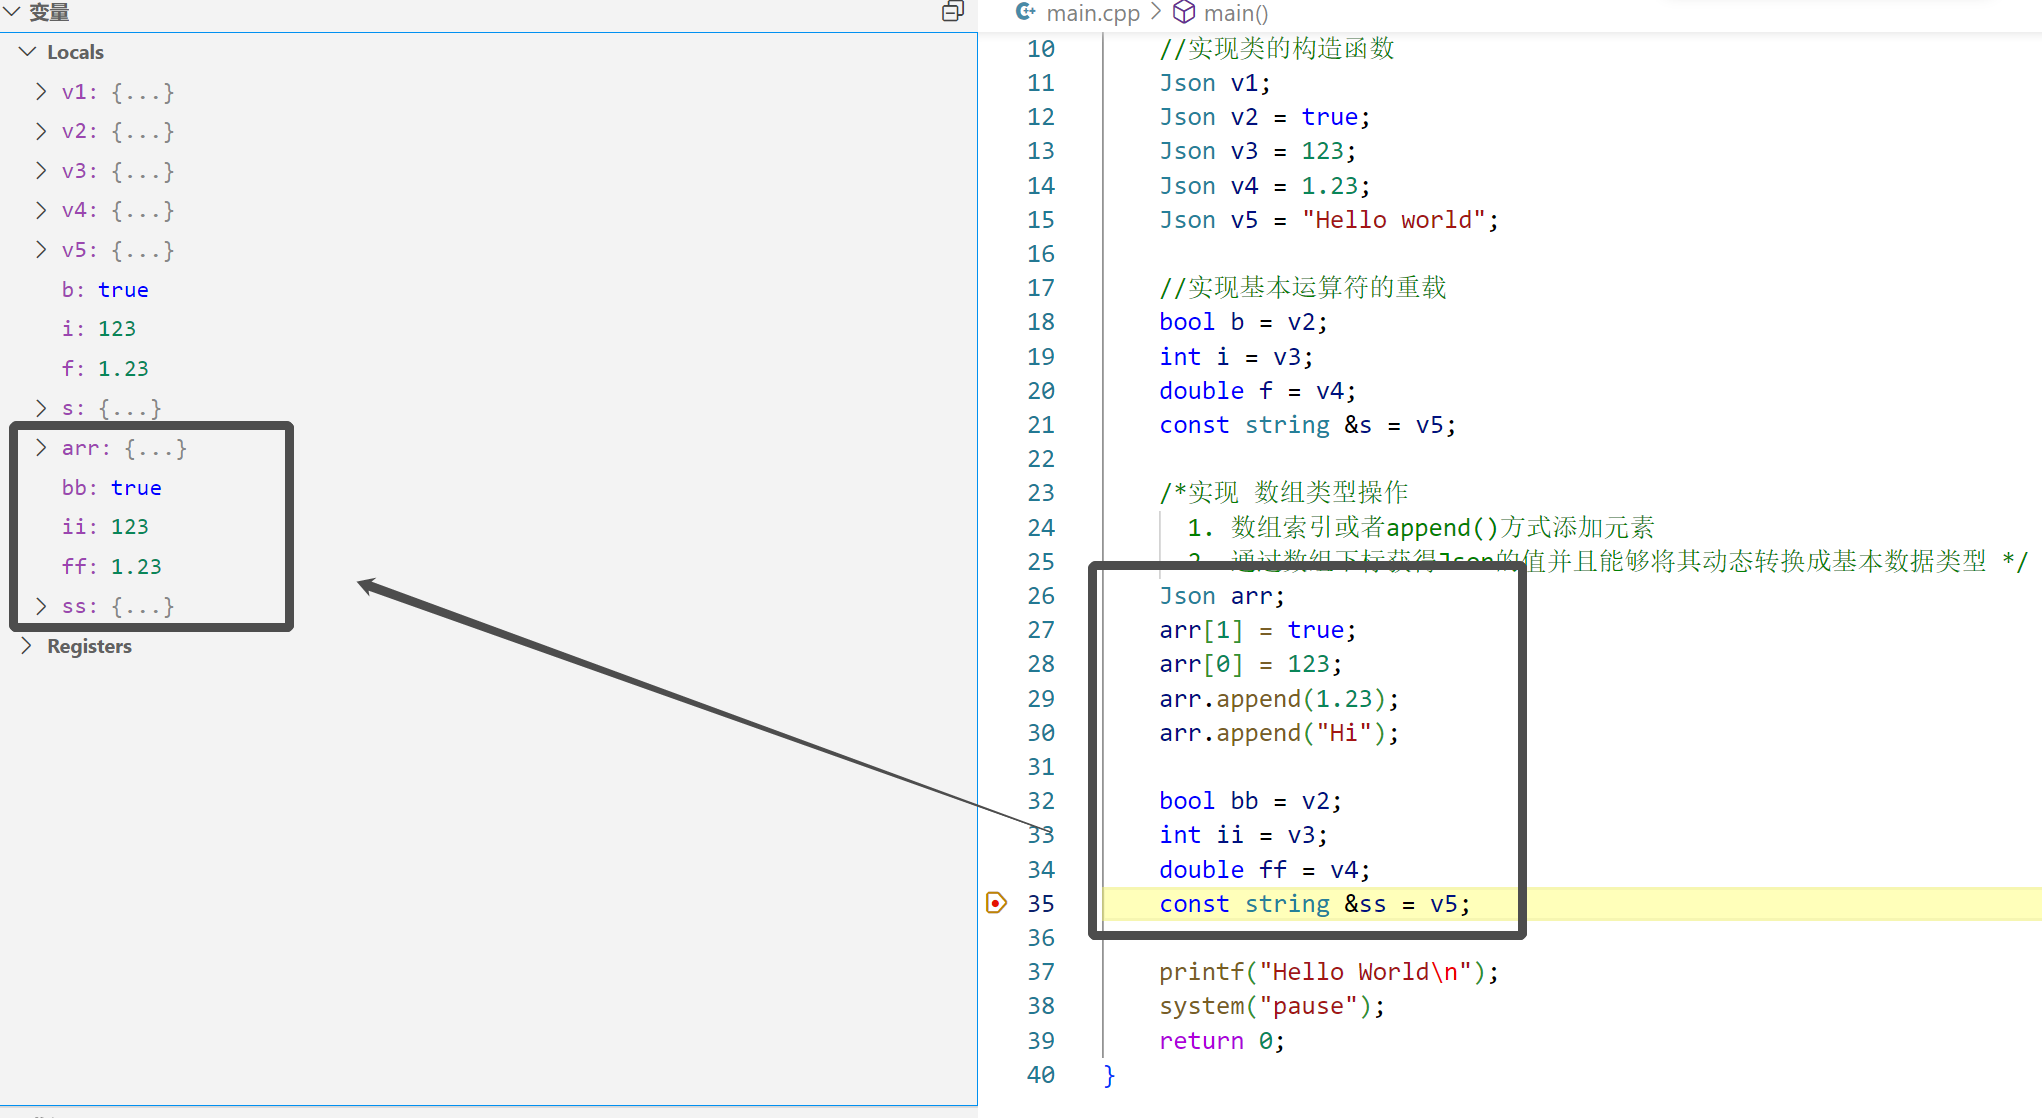 变量
Locals
v1: {...}
v2: {...}
v3: {...}
v4: {...}
v5: {...}
b: true
i: 123
f: 1.23
s: {...}
arr: {...}
bb: true
ii: 123
ff: 1.23
ss: {...}
Registers
main.cpp > main()
10 //实现类的构造函数
11 Json v1;
12 Json v2 = true;
13 Json v3 = 123;
14 Json v4 = 1.23;
15 Json v5 = "Hello world";
16
17 //实现基本运算符的重载
18 bool b = v2;
19 int i = v3;
20 double f = v4;
21 const string &s = v5;
22
23 /*实现 数组类型操作
24 1. 数组索引或者append()方式添加元素
25 2. 通过数组下标获得Json的值并且能够将其动态转换成基本数据类型 */
26 Json arr;
27 arr[1] = true;
28 arr[0] = 123;
29 arr.append(1.23);
30 arr.append("Hi");
31
32 bool bb = v2;
33 int ii = v3;
34 double ff = v4;
35 const string &ss = v5;
36
37 printf("Hello World\n");
38 system("pause");
39 return 0;
40 }